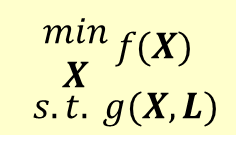 min f(X)
X
s.t. g(X, L)